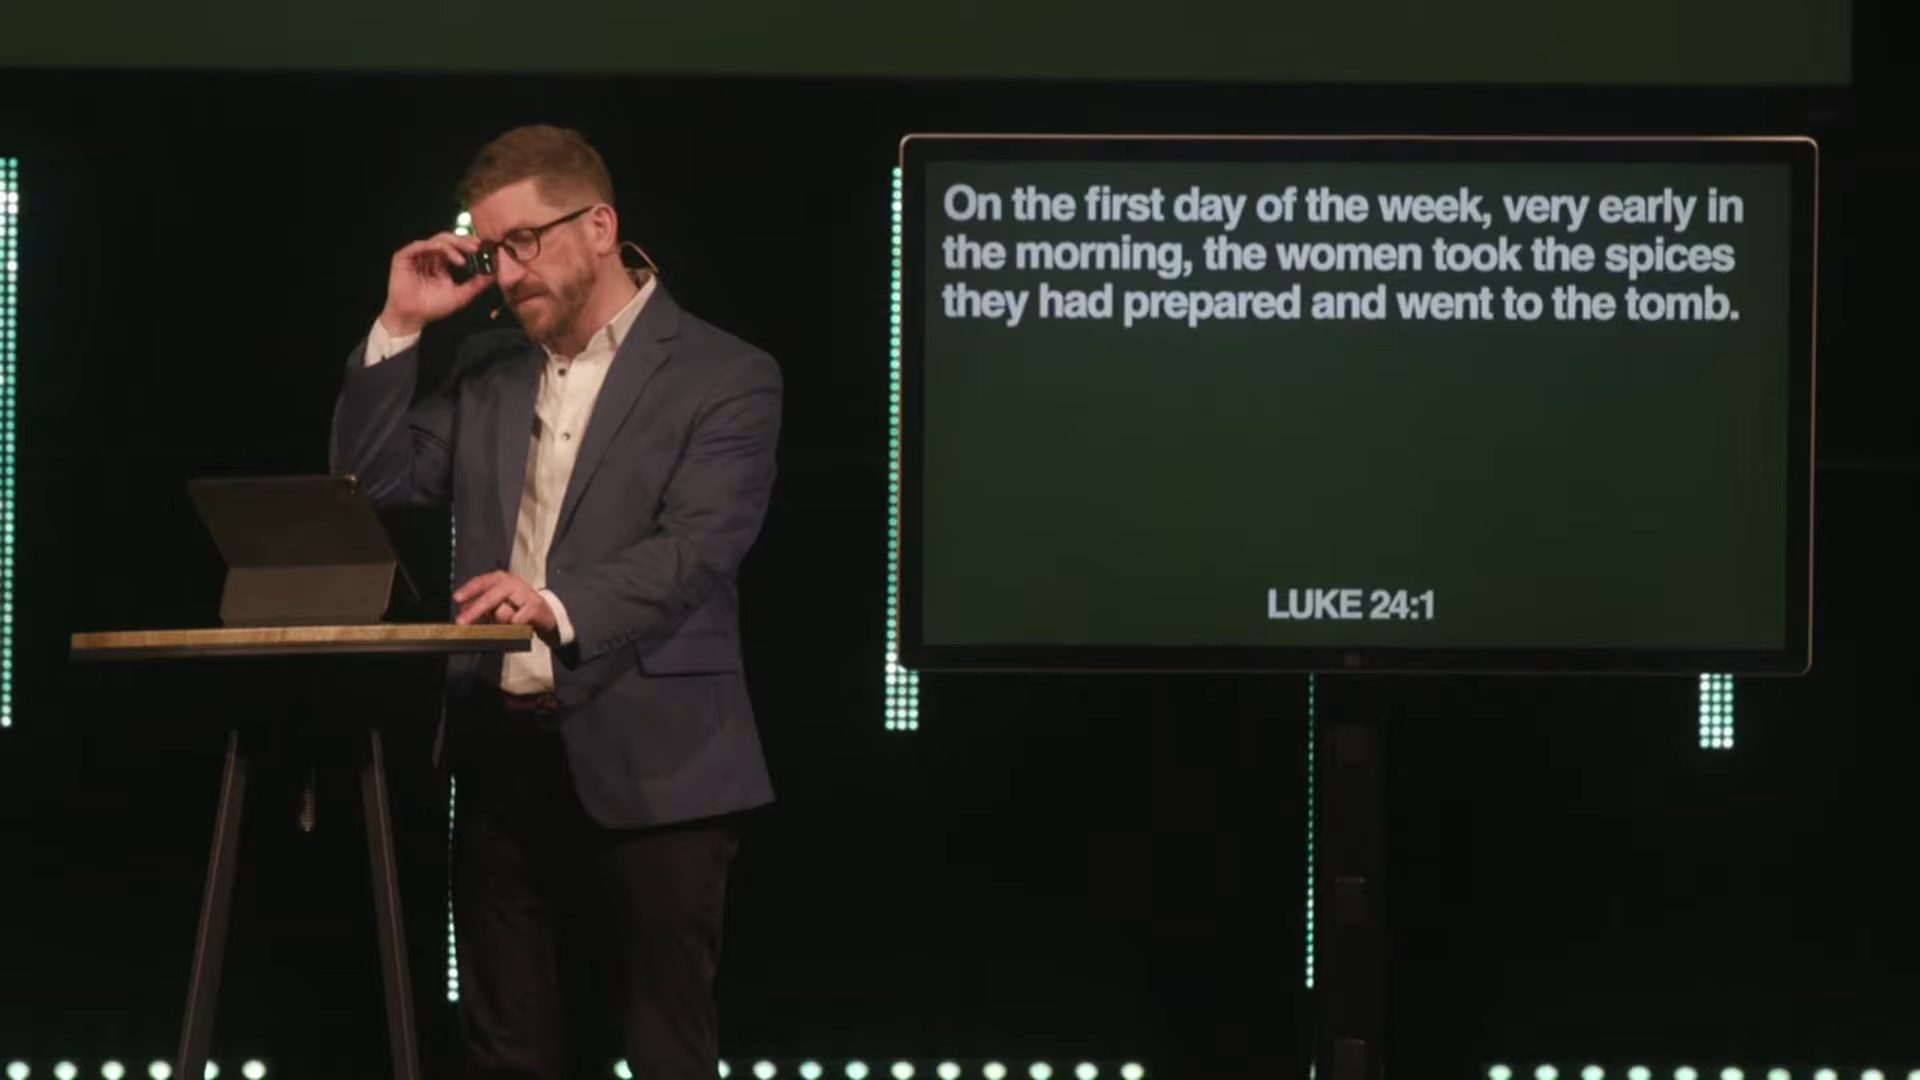 On the first day of the week, very early in
the morning, the women took the spices
they had prepared and went to the tomb.
LUKE 24:1